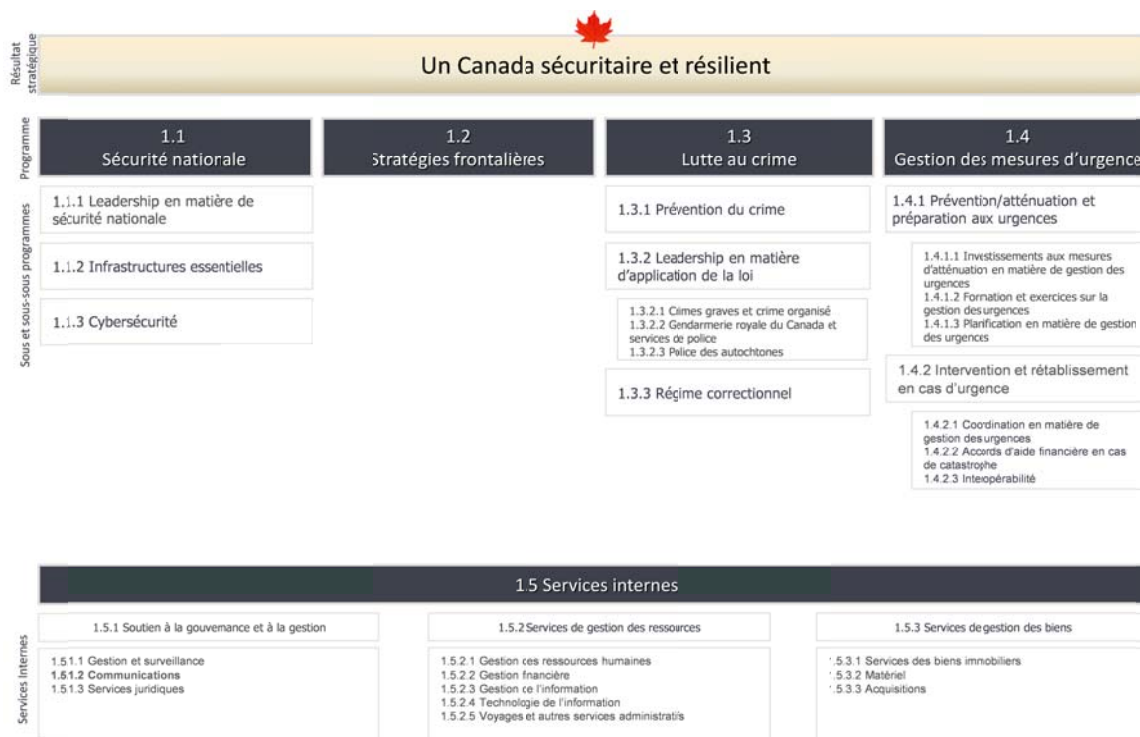 Résultat
stratégique
Un Canada sécuritaire et résilient
Programme
1.1
Sécurité nationale
1.2
Stratégies frontalières
1.3
Lutte au crime
1.4
Gestion des mesures d'urgence
Sous et sous-sous programmes
1.1.1 Leadership en matière de
sécurité nationale
1.1.2 Infrastructures essentielles
1.1.3 Cybersécurité
1.3.1 Prévention du crime
1.3.2 Leadership en matière
d'application de la loi
1.3.2.1 Crimes graves et crime organisé
1.3.2.2 Gendarmerie royale du Canada et
services de police
1.3.2.3 Police des autochtones
1.3.3 Régime correctionnel
1.4.1 Prévention/atténuation et
préparation aux urgences
1.4.1.1 Investissements aux mesures
d'atténuation en matière de gestion des
urgences
1.4.1.2 Formation et exercices sur la
gestion des urgences
1.4.1.3 Planification en matière de gestion
des urgences
1.4.2 Intervention et rétablissement
en cas d'urgence
1.4.2.1 Coordination en matière de
gestion des urgences
1.4.2.2 Accords d'aide financière en cas
de catastrophe
1.4.2.3 Interopérabilité
1.5 Services internes
Services Internes
1.5.1 Soutien à la gouvernance et à la gestion
1.5.1.1 Gestion et surveillance
1.5.1.2 Communications
1.5.1.3 Services juridiques
1.5.2 Services de gestion des ressources
1.5.2.1 Gestion des ressources humaines
1.5.2.2 Gestion financière
1.5.2.3 Gestion de l'information
1.5.2.4 Technologie de l'information
1.5.2.5 Voyages et autres services administratifs
1.5.3 Services de gestion des biens
1.5.3.1 Services des biens immobiliers
1.5.3.2 Matériel
1.5.3.3 Acquisitions